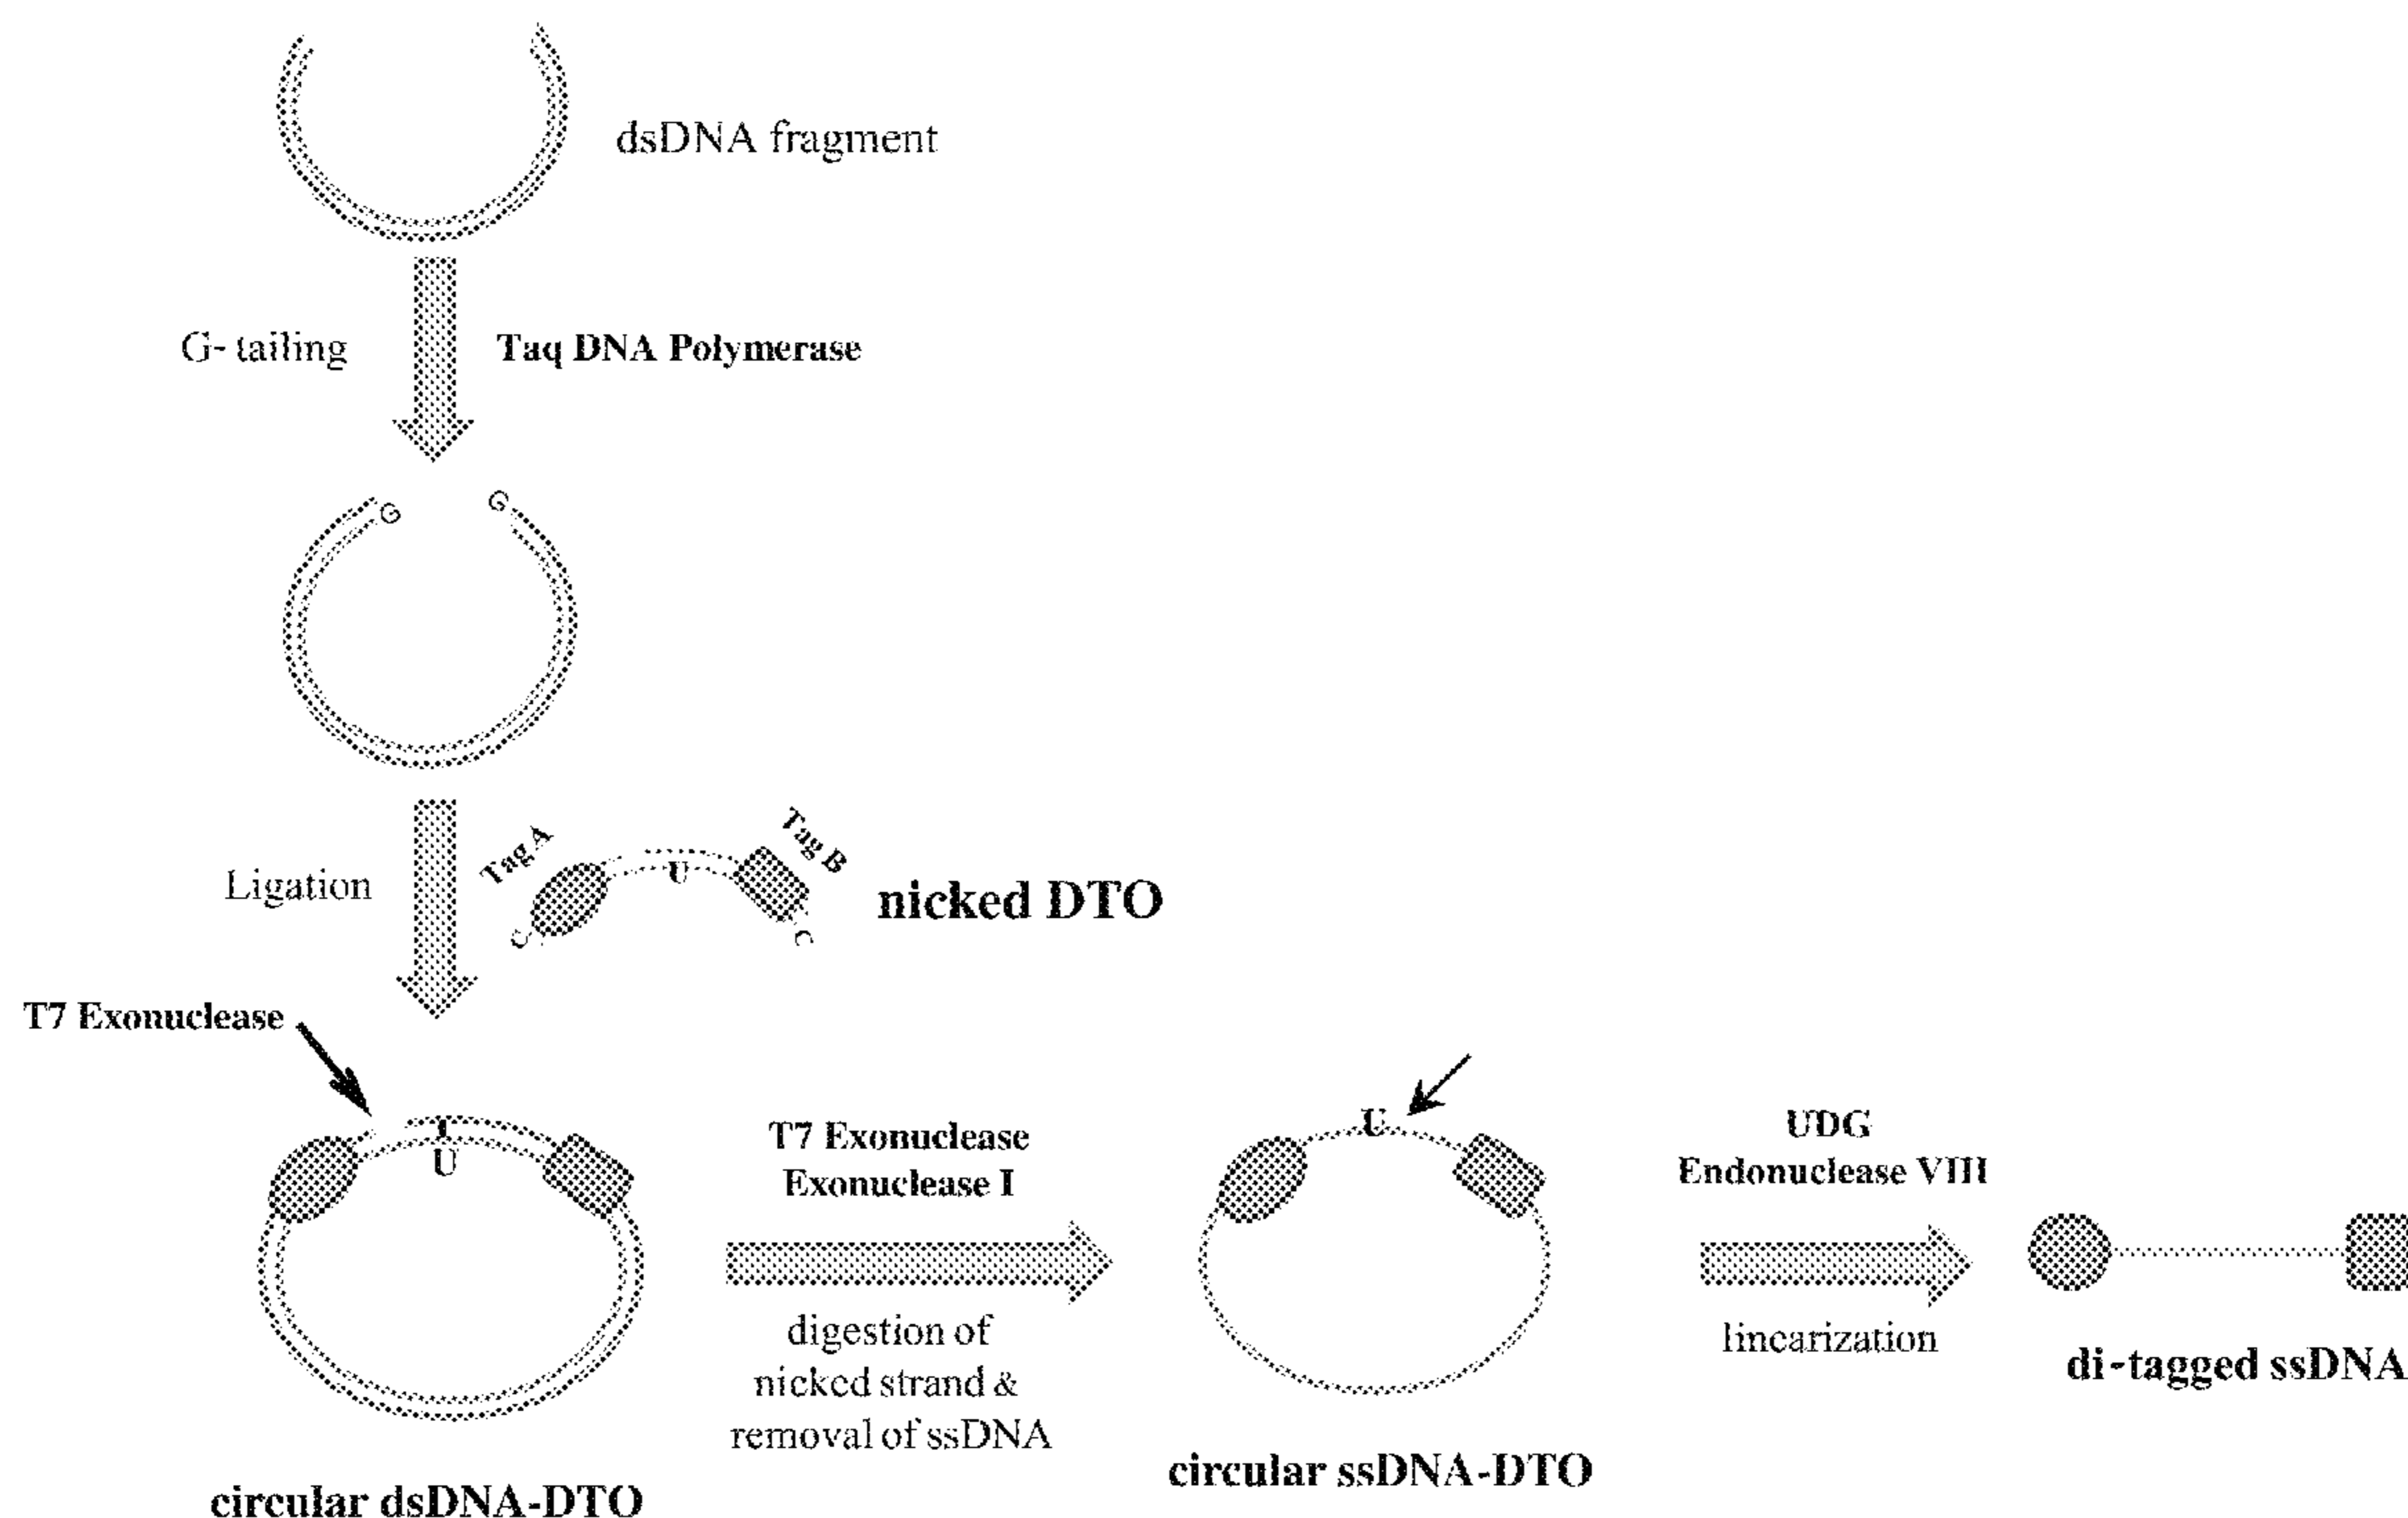 dsDNA fragment
G- tailing
Taq DNA Polymerase
G
G
Ligation
Tag A
Tag B
U
C
C
nicked DTO
T7 Exonuclease
U
T7 Exonuclease
Exonuclease I
digestion of
nicked strand &
removal of ssDNA
U
UDG
Endonuclease VIII
linearization
di-tagged ssDNA
circular ssDNA-DTO
circular dsDNA-DTO